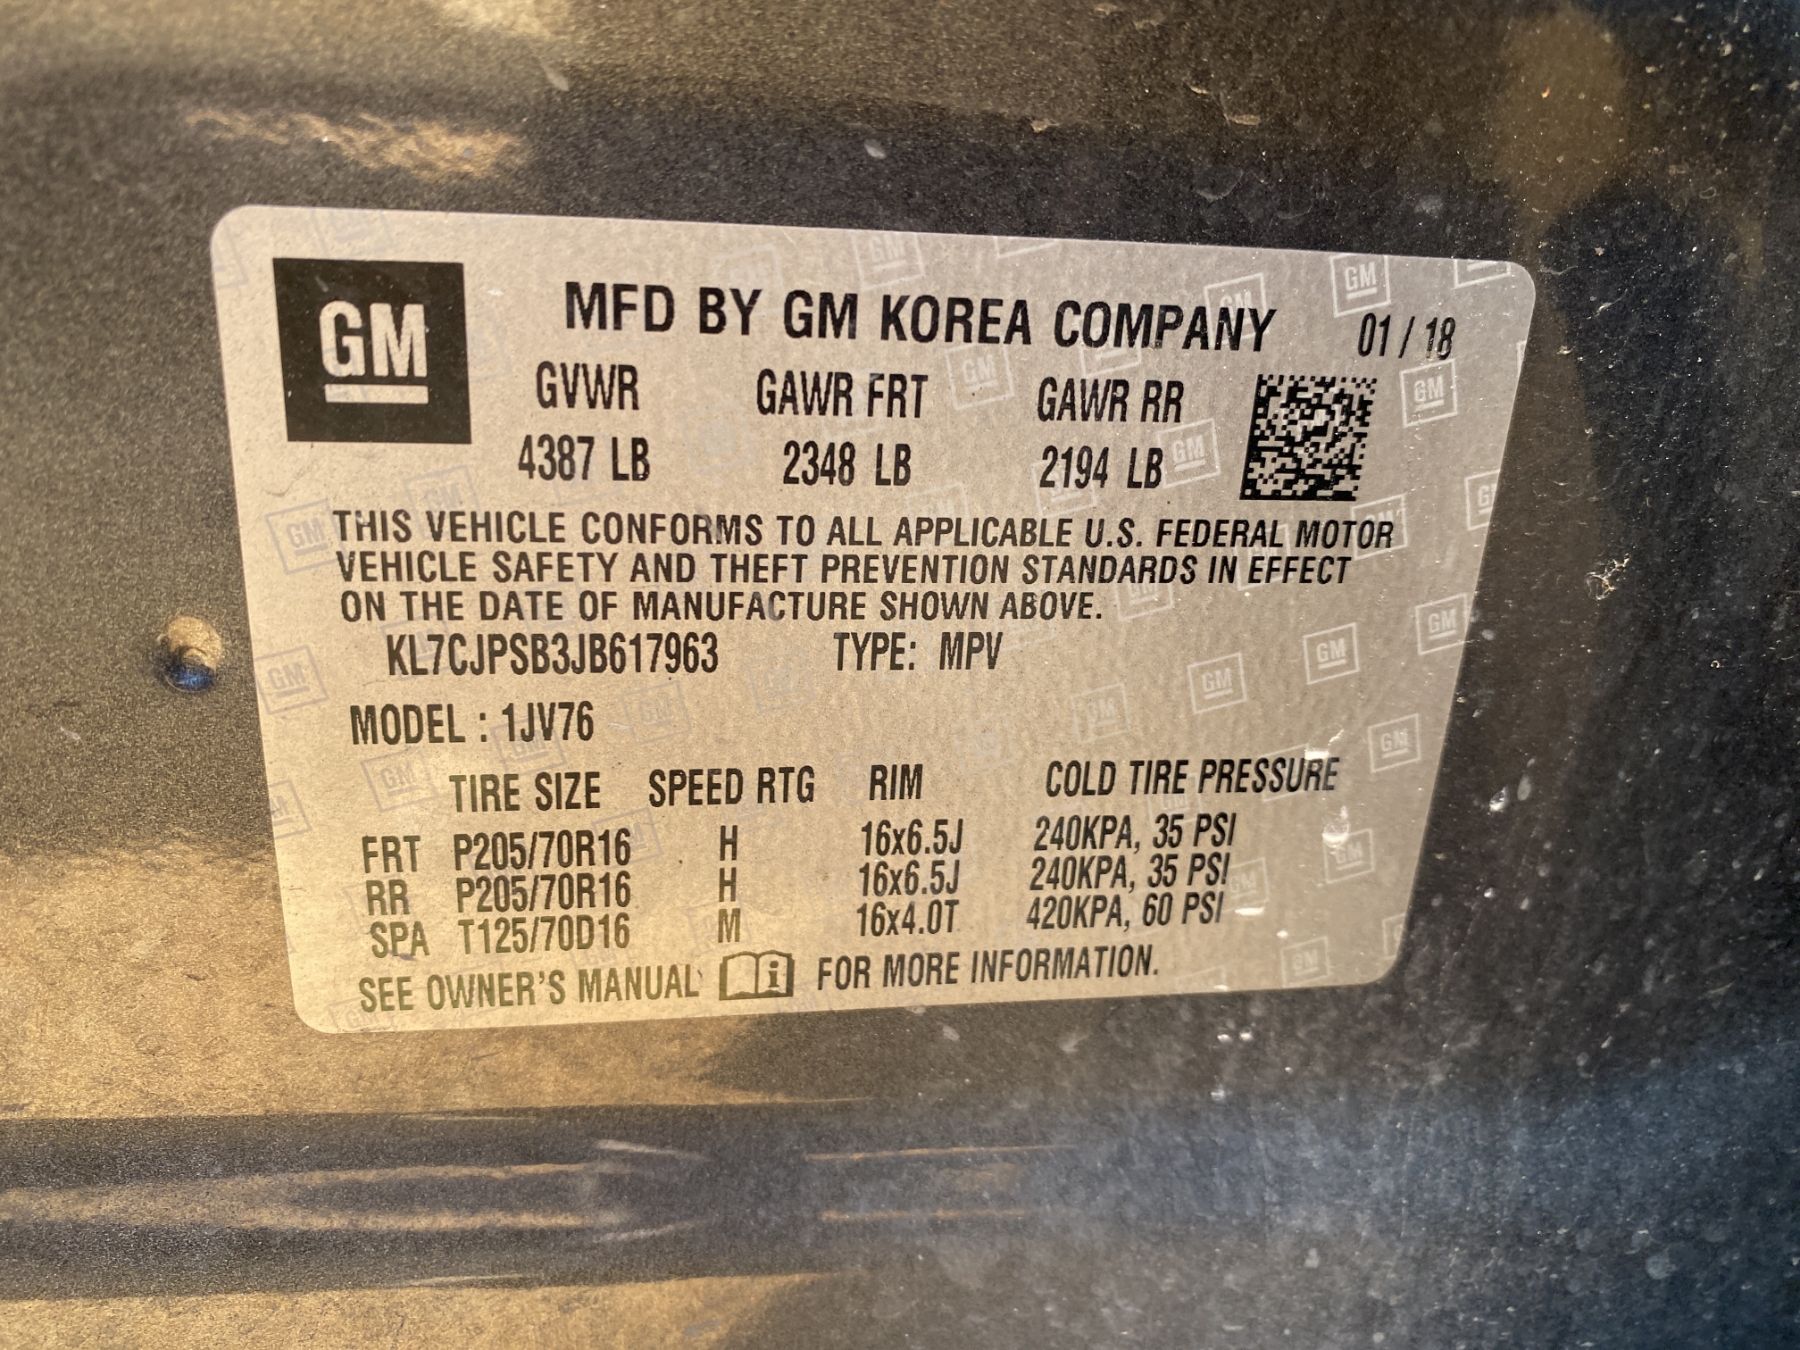 GM
MFD BY GM KOREA COMPANY 01 / 18
GVWR GAWR FRT GAWR RR
4387 LB 2348 LB 2194 LB
THIS VEHICLE CONFORMS TO ALL APPLICABLE U.S. FEDERAL MOTOR
VEHICLE SAFETY AND THEFT PREVENTION STANDARDS IN EFFECT
ON THE DATE OF MANUFACTURE SHOWN ABOVE.
KL7CJPSB3JB617963 TYPE: MPV
MODEL : 1JV76
TIRE SIZE SPEED RTG RIM COLD TIRE PRESSURE
FRT P205/70R16 H 16x6.5J 240KPA, 35 PSI
RR P205/70R16 H 16x6.5J 240KPA, 35 PSI
SPA T125/70D16 M 16x4.0T 420KPA, 60 PSI
SEE OWNER'S MANUAL FOR MORE INFORMATION.